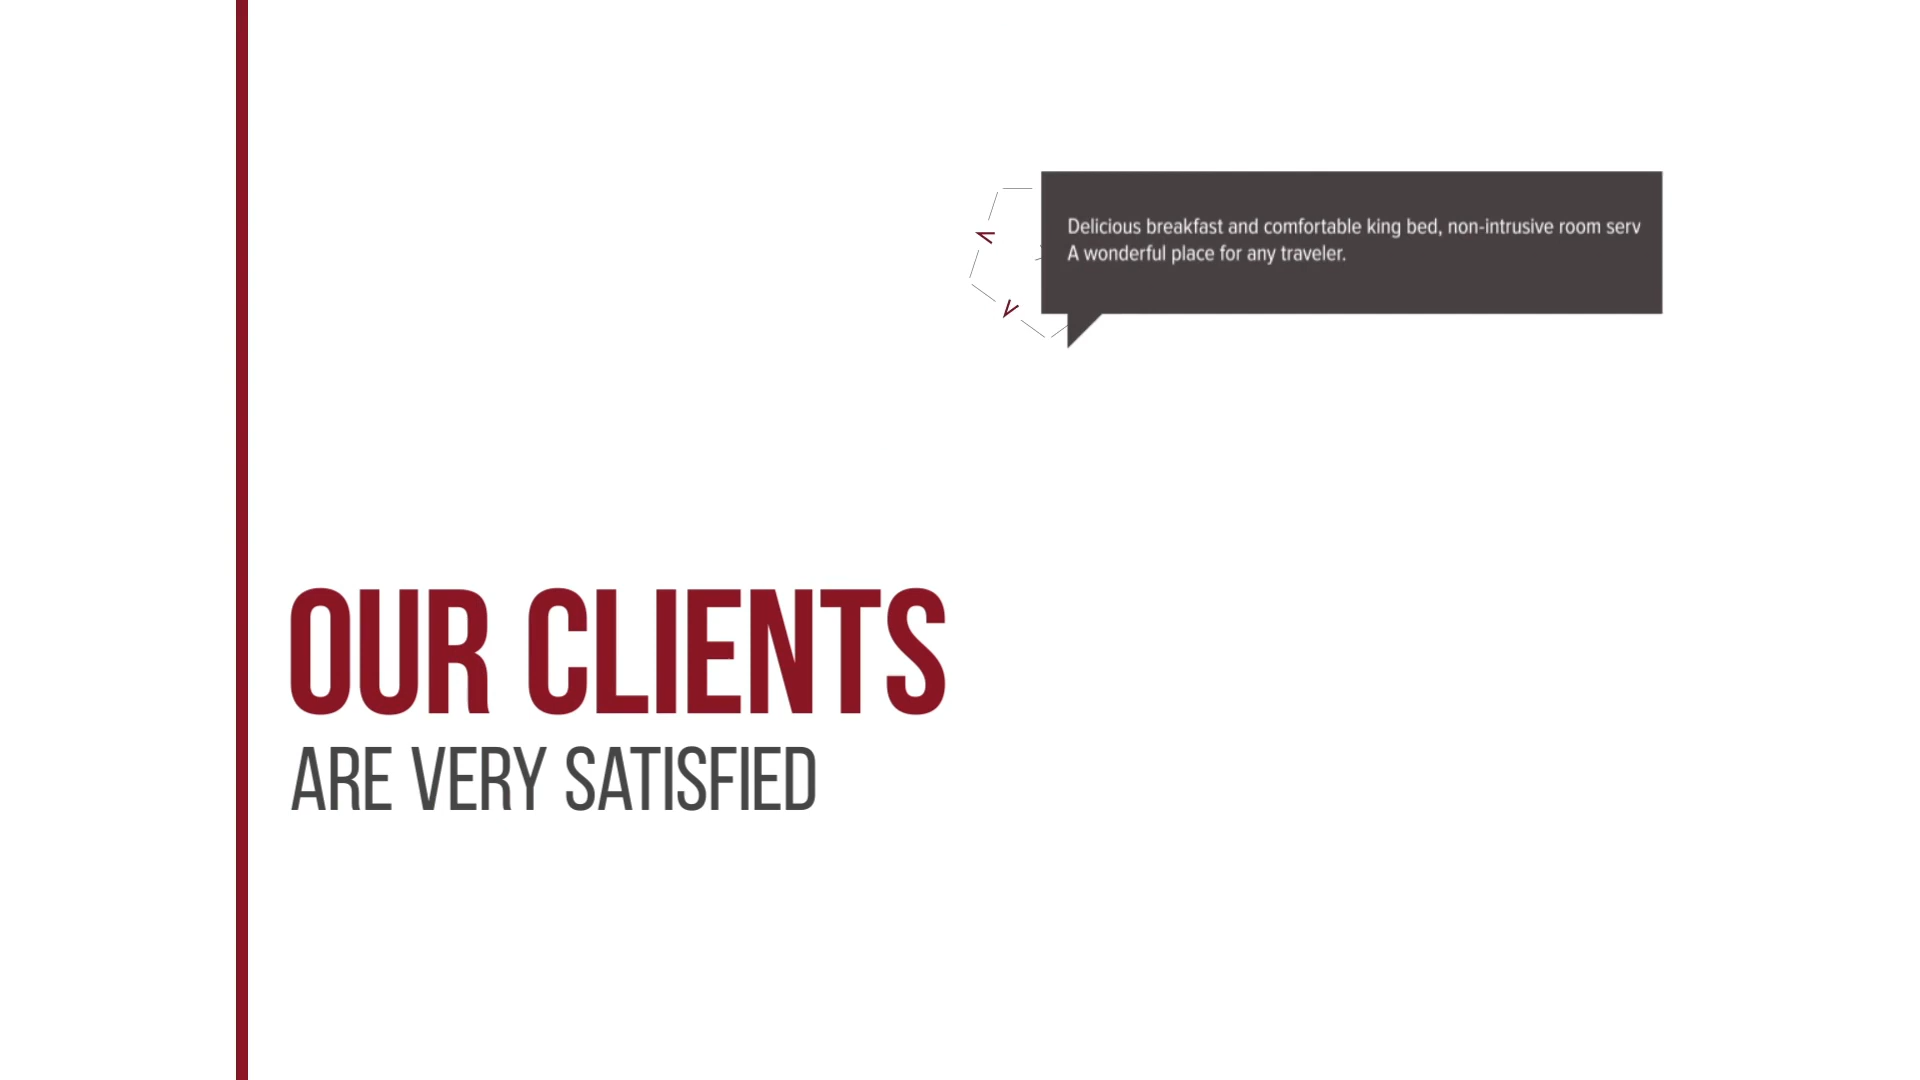 Delicious breakfast and comfortable king bed, non-intrusive room serv
A wonderful place for any traveler.
OUR CLIENTS
ARE VERY SATISFIED